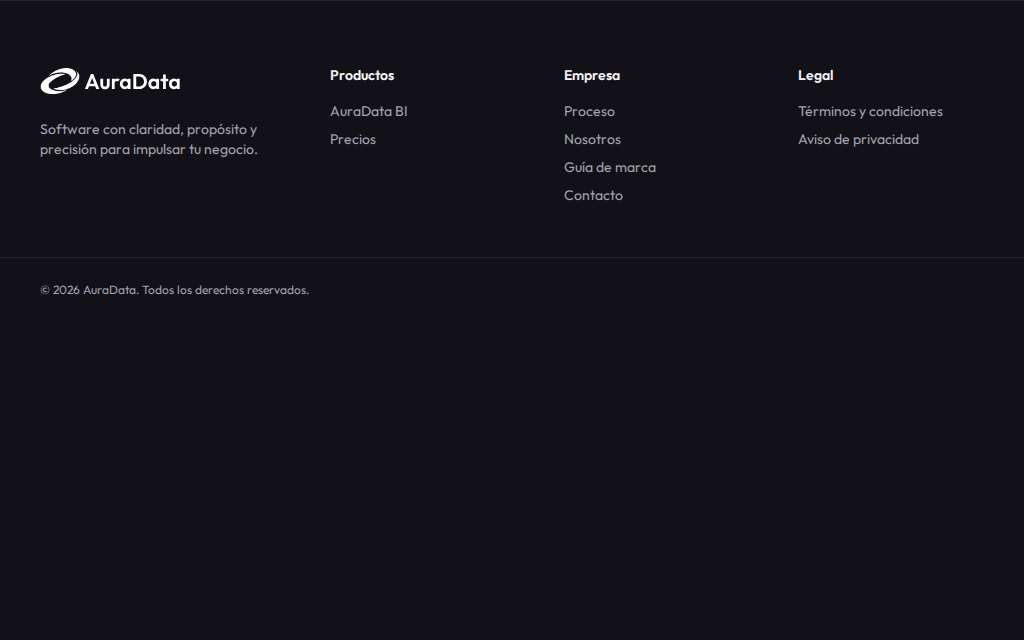 AuraData
Software con claridad, propósito y
precisión para impulsar tu negocio.
Productos
AuraData BI
Precios
Empresa
Proceso
Nosotros
Guía de marca
Contacto
Legal
Términos y condiciones
Aviso de privacidad
© 2026 AuraData. Todos los derechos reservados.